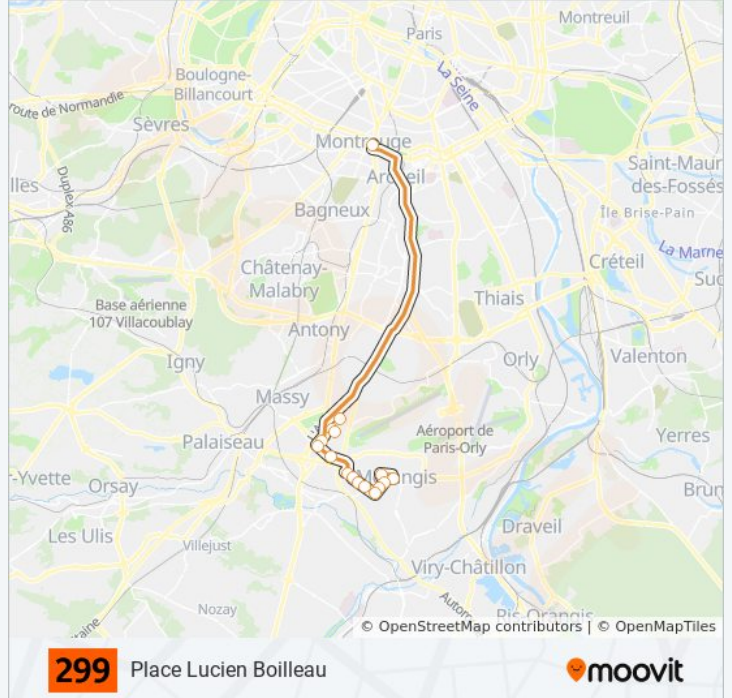 Montreuil
Paris
Boulogne-
Billancourt
La Seine
route de Normandie
Sèvres
Montrouge
Saint-Maur
des-Fossés
Arcueil
lles
Duplex A86
Bagneux
Île Brise-Pain
La Marne
Créteil
Suc
Châtenay-
Malabry
Base aérienne
107 Villacoublay
Thiais
Antony
Igny
Orly
Valenton
Massy
Aéroport de
Paris-Orly
Palaiseau
Yerres
-Yvette
Orsay
Brun
Draveil
Les Ulis
Villejust
Viry-Châtillon
Nozay
Ris-Orangis
© OpenStreetMap contributors | © OpenMapTiles
299 Place Lucien Boilleau
moovit